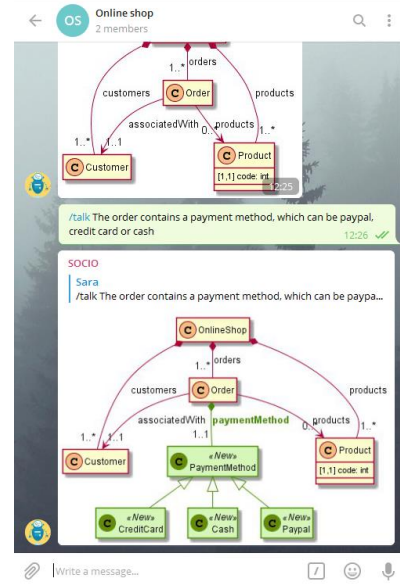 OS
Online shop
2 members
1..* orders
customers
C Order
products
associatedWith 0..* products
1..* 1..1 1..*
C Product
C Customer
[1,1] code: int
12:25
/talk The order contains a payment method, which can be paypal,
credit card or cash
12:26
SOCIO
Sara
/talk The order contains a payment method, which can be paypa...
C OnlineShop
1..* orders
customers
C Order
products
associatedWith paymentMethod 0..* products
1..* 1..1 1..1 1..*
C Product
C Customer
«New»
C PaymentMethod
[1,1] code: int
«New» «New» «New»
C CreditCard C Cash C Paypal
Write a message...
/